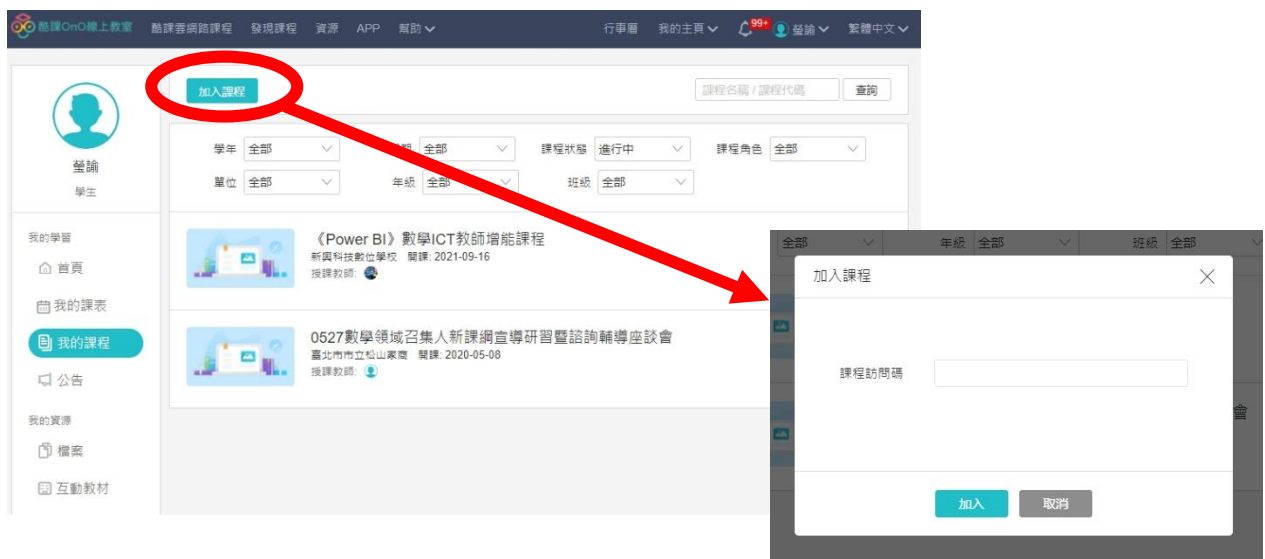 酷課OnO線上教室 酷課雲網路課程 發現課程 資源 APP 幫助 行事曆 我的主頁 99+ 瑩諭 繁體中文
加入課程 課程名稱 / 課程代碼 查詢
學年 全部 全部 課程狀態 進行中 課程角色 全部
單位 全部 年級 全部 班級 全部
瑩諭
學生
我的學習
首頁
我的課表
我的課程
公告
我的資源
檔案
互動教材
《Power BI》數學ICT教師增能課程
新興科技數位學校 開課: 2021-09-16
授課教師:
0527數學領域召集人新課綱宣導研習暨諮詢輔導座談會
臺北市市立松山家商 開課: 2020-05-08
授課教師:
全部 年級 全部 班級 全部
加入課程
課程訪問碼
會
加入 取消